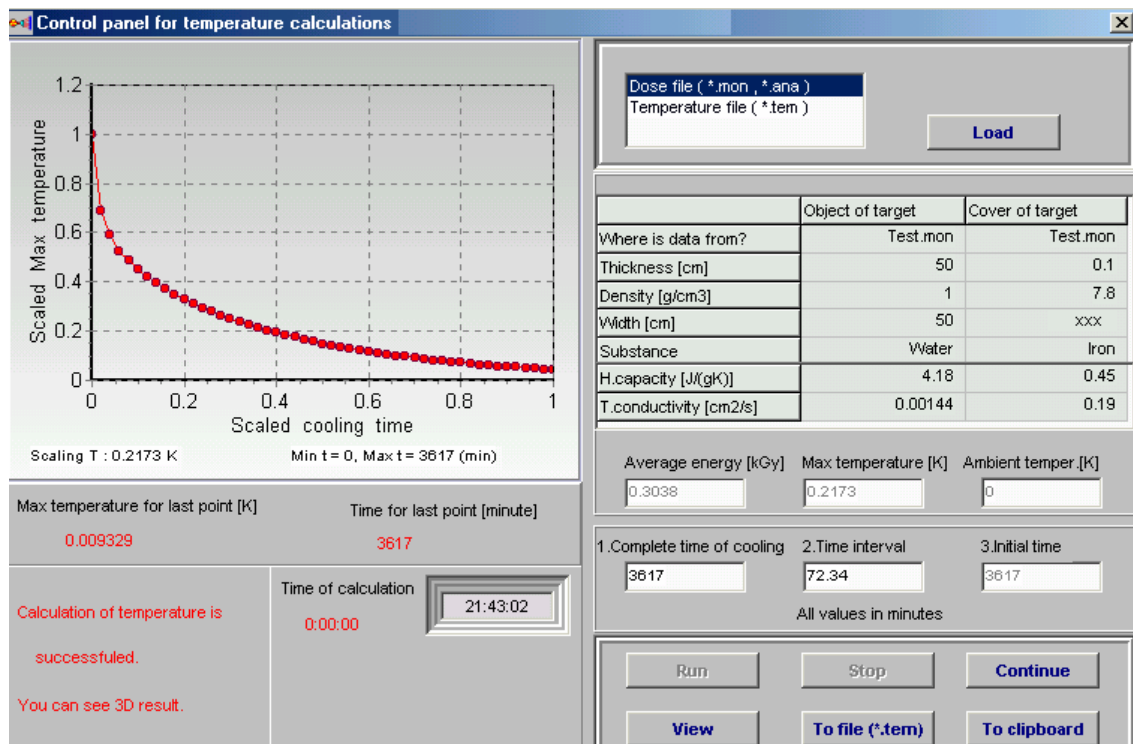 Control panel for temperature calculations
1.2
1
0.8
0.6
0.4
0.2
0
0 0.2 0.4 0.6 0.8 1
Scaled Max temperature
Scaled cooling time
Scaling T : 0.2173 K Min t = 0, Max t = 3617 (min)
Max temperature for last point [K] Time for last point [minute]
0.009329 3617
Calculation of temperature is
successfuled.
You can see 3D result.
Time of calculation
0:00:00
21:43:02
Dose file ( *.mon , *.ana )
Temperature file ( *.tem )
Load
Object of target Cover of target
Where is data from? Test.mon Test.mon
Thickness [cm] 50 0.1
Density [g/cm3] 1 7.8
Width [cm] 50 xxx
Substance Water Iron
H.capacity [J/(gK)] 4.18 0.45
T.conductivity [cm2/s] 0.00144 0.19
Average energy [kGy] Max temperature [K] Ambient temper.[K]
0.3038 0.2173 0
1.Complete time of cooling 2.Time interval 3.Initial time
3617 72.34 3617
All values in minutes
Run Stop Continue
View To file (*.tem) To clipboard